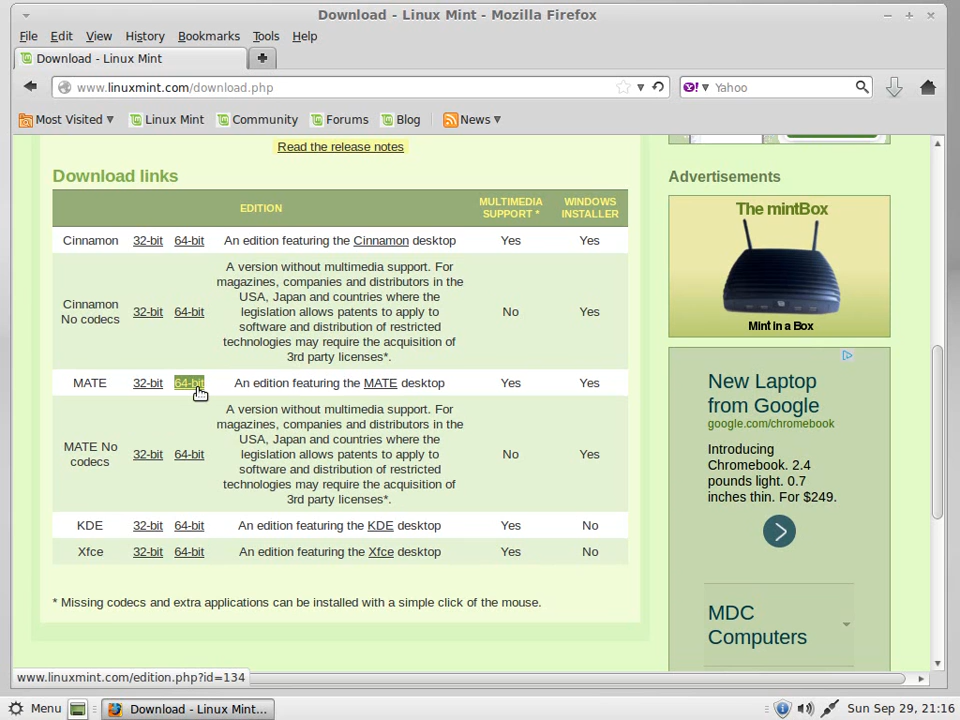 Download - Linux Mint - Mozilla Firefox
File Edit View History Bookmarks Tools Help
Download - Linux Mint
www.linuxmint.com/download.php
Yahoo
Most Visited Linux Mint Community Forums Blog News
Read the release notes
Download links
EDITION
MULTIMEDIA SUPPORT *
WINDOWS INSTALLER
Cinnamon 32-bit 64-bit An edition featuring the Cinnamon desktop Yes Yes
Cinnamon No codecs
32-bit 64-bit
A version without multimedia support. For
magazines, companies and distributors in the
USA, Japan and countries where the
legislation allows patents to apply to
software and distribution of restricted
technologies may require the acquisition of
3rd party licenses*.
No Yes
MATE 32-bit 64-bit An edition featuring the MATE desktop Yes Yes
MATE No codecs
32-bit 64-bit
A version without multimedia support. For
magazines, companies and distributors in the
USA, Japan and countries where the
legislation allows patents to apply to
software and distribution of restricted
technologies may require the acquisition of
3rd party licenses*.
No Yes
KDE 32-bit 64-bit An edition featuring the KDE desktop Yes No
Xfce 32-bit 64-bit An edition featuring the Xfce desktop Yes No
* Missing codecs and extra applications can be installed with a simple click of the mouse.
Advertisements
The mintBox
Mint in a Box
New Laptop
from Google
google.com/chromebook
Introducing
Chromebook. 2.4
pounds light. 0.7
inches thin. For $249.
MDC
Computers
www.linuxmint.com/edition.php?id=134
Menu
Download - Linux Mint...
Sun Sep 29, 21:16